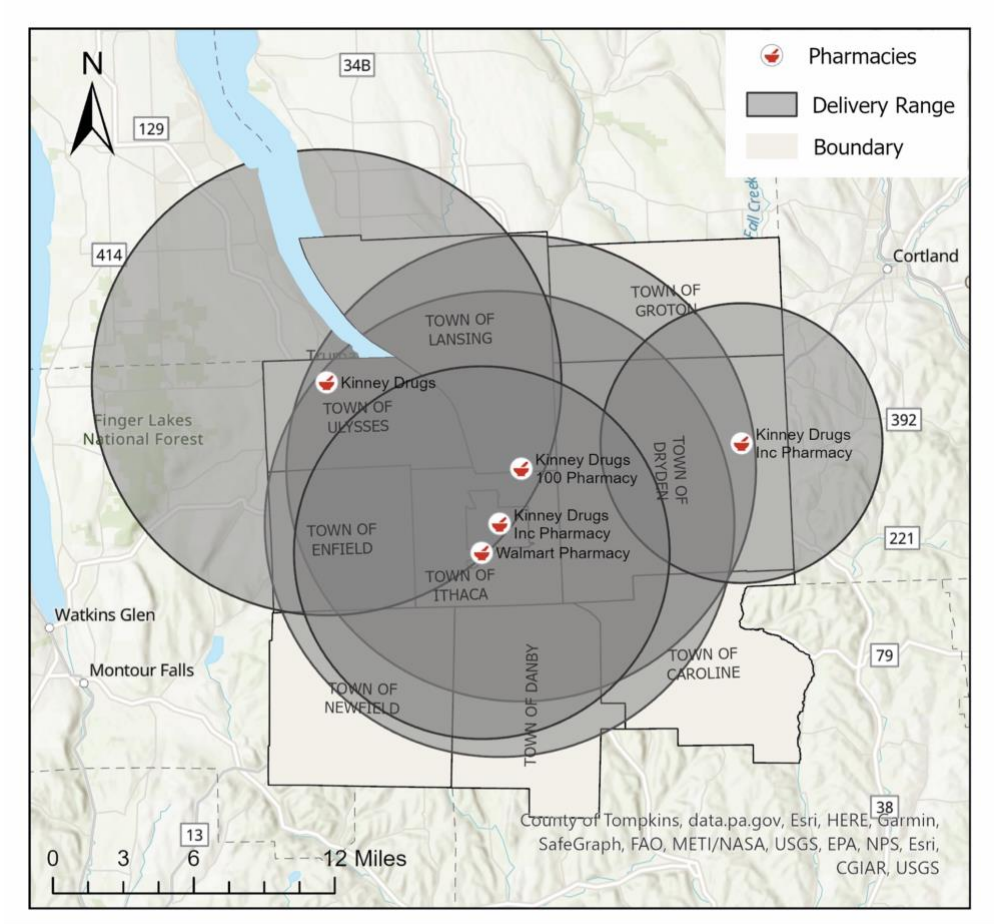 N
34B
Pharmacies
Delivery Range
Boundary
129
Fall Creek
414
Cortland
TOWN OF
GROTON
TOWN OF
LANSING
Kinney Drugs
TOWN OF
ULYSSES
Finger Lakes
National Forest
392
Kinney Drugs
Inc Pharmacy
TOWN OF
DRYDEN
Kinney Drugs
100 Pharmacy
Kinney Drugs
Inc Pharmacy
Walmart Pharmacy
TOWN OF
ENFIELD
221
TOWN OF
ITHACA
Watkins Glen
Montour Falls
79
TOWN OF
CAROLINE
TOWN OF
NEWFIELD
TOWN OF DANBY
38
13
County of Tompkins, data.pa.gov, Esri, HERE, Garmin,
SafeGraph, FAO, METI/NASA, USGS, EPA, NPS, Esri,
CGIAR, USGS
0 3 6 12 Miles